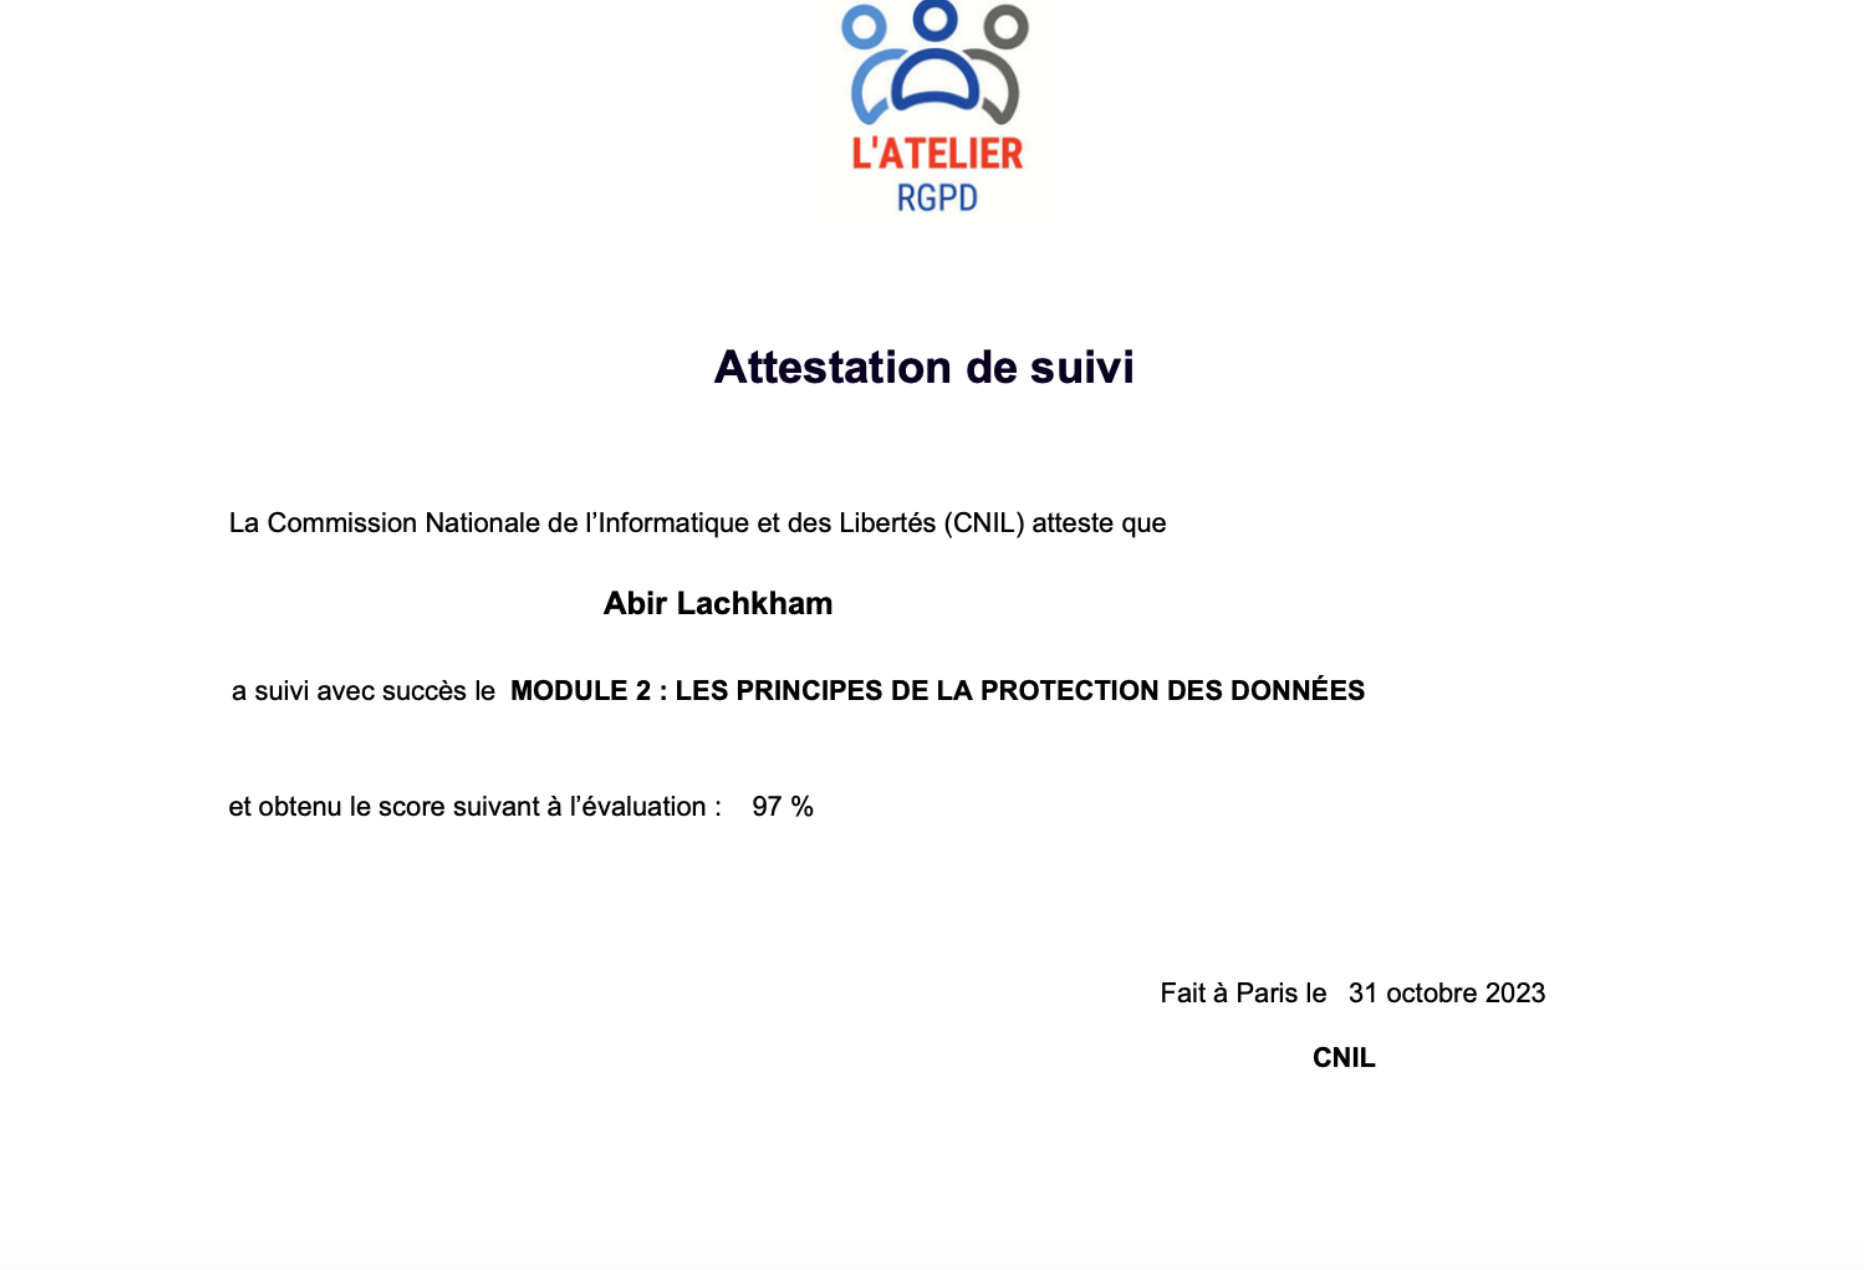 L'ATELIER
RGPD
Attestation de suivi
La Commission Nationale de l’Informatique et des Libertés (CNIL) atteste que
Abir Lachkham
a suivi avec succès le MODULE 2 : LES PRINCIPES DE LA PROTECTION DES DONNÉES
et obtenu le score suivant à l’évaluation : 97 %
Fait à Paris le 31 octobre 2023
CNIL